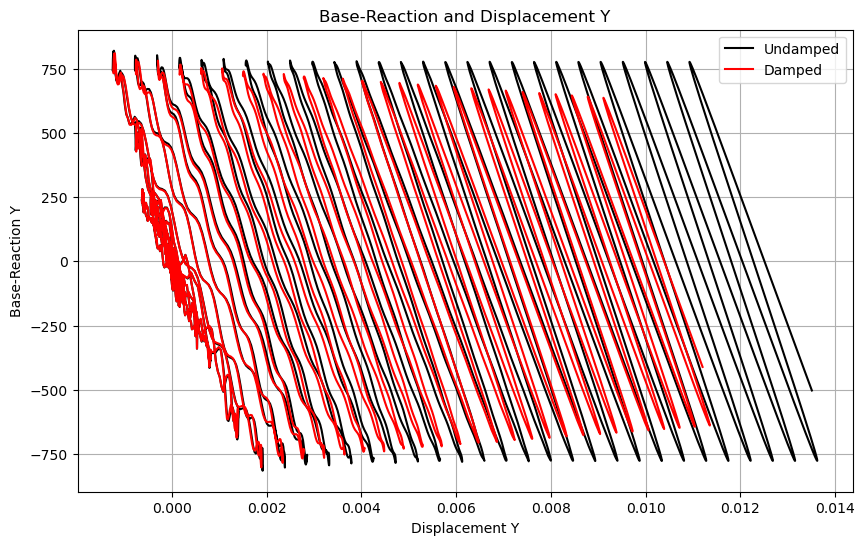 Base-Reaction and Displacement Y
Undamped
Damped
Base-Reaction Y
750
500
250
0
−250
−500
−750
0.000 0.002 0.004 0.006 0.008 0.010 0.012 0.014
Displacement Y